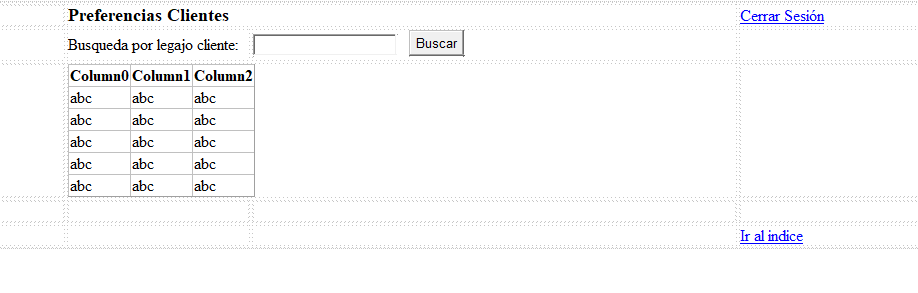 Preferencias Clientes
Cerrar Sesión
Busqueda por legajo cliente:
Buscar
Column0 Column1 Column2
abc abc abc
abc abc abc
abc abc abc
abc abc abc
abc abc abc
Ir al indice